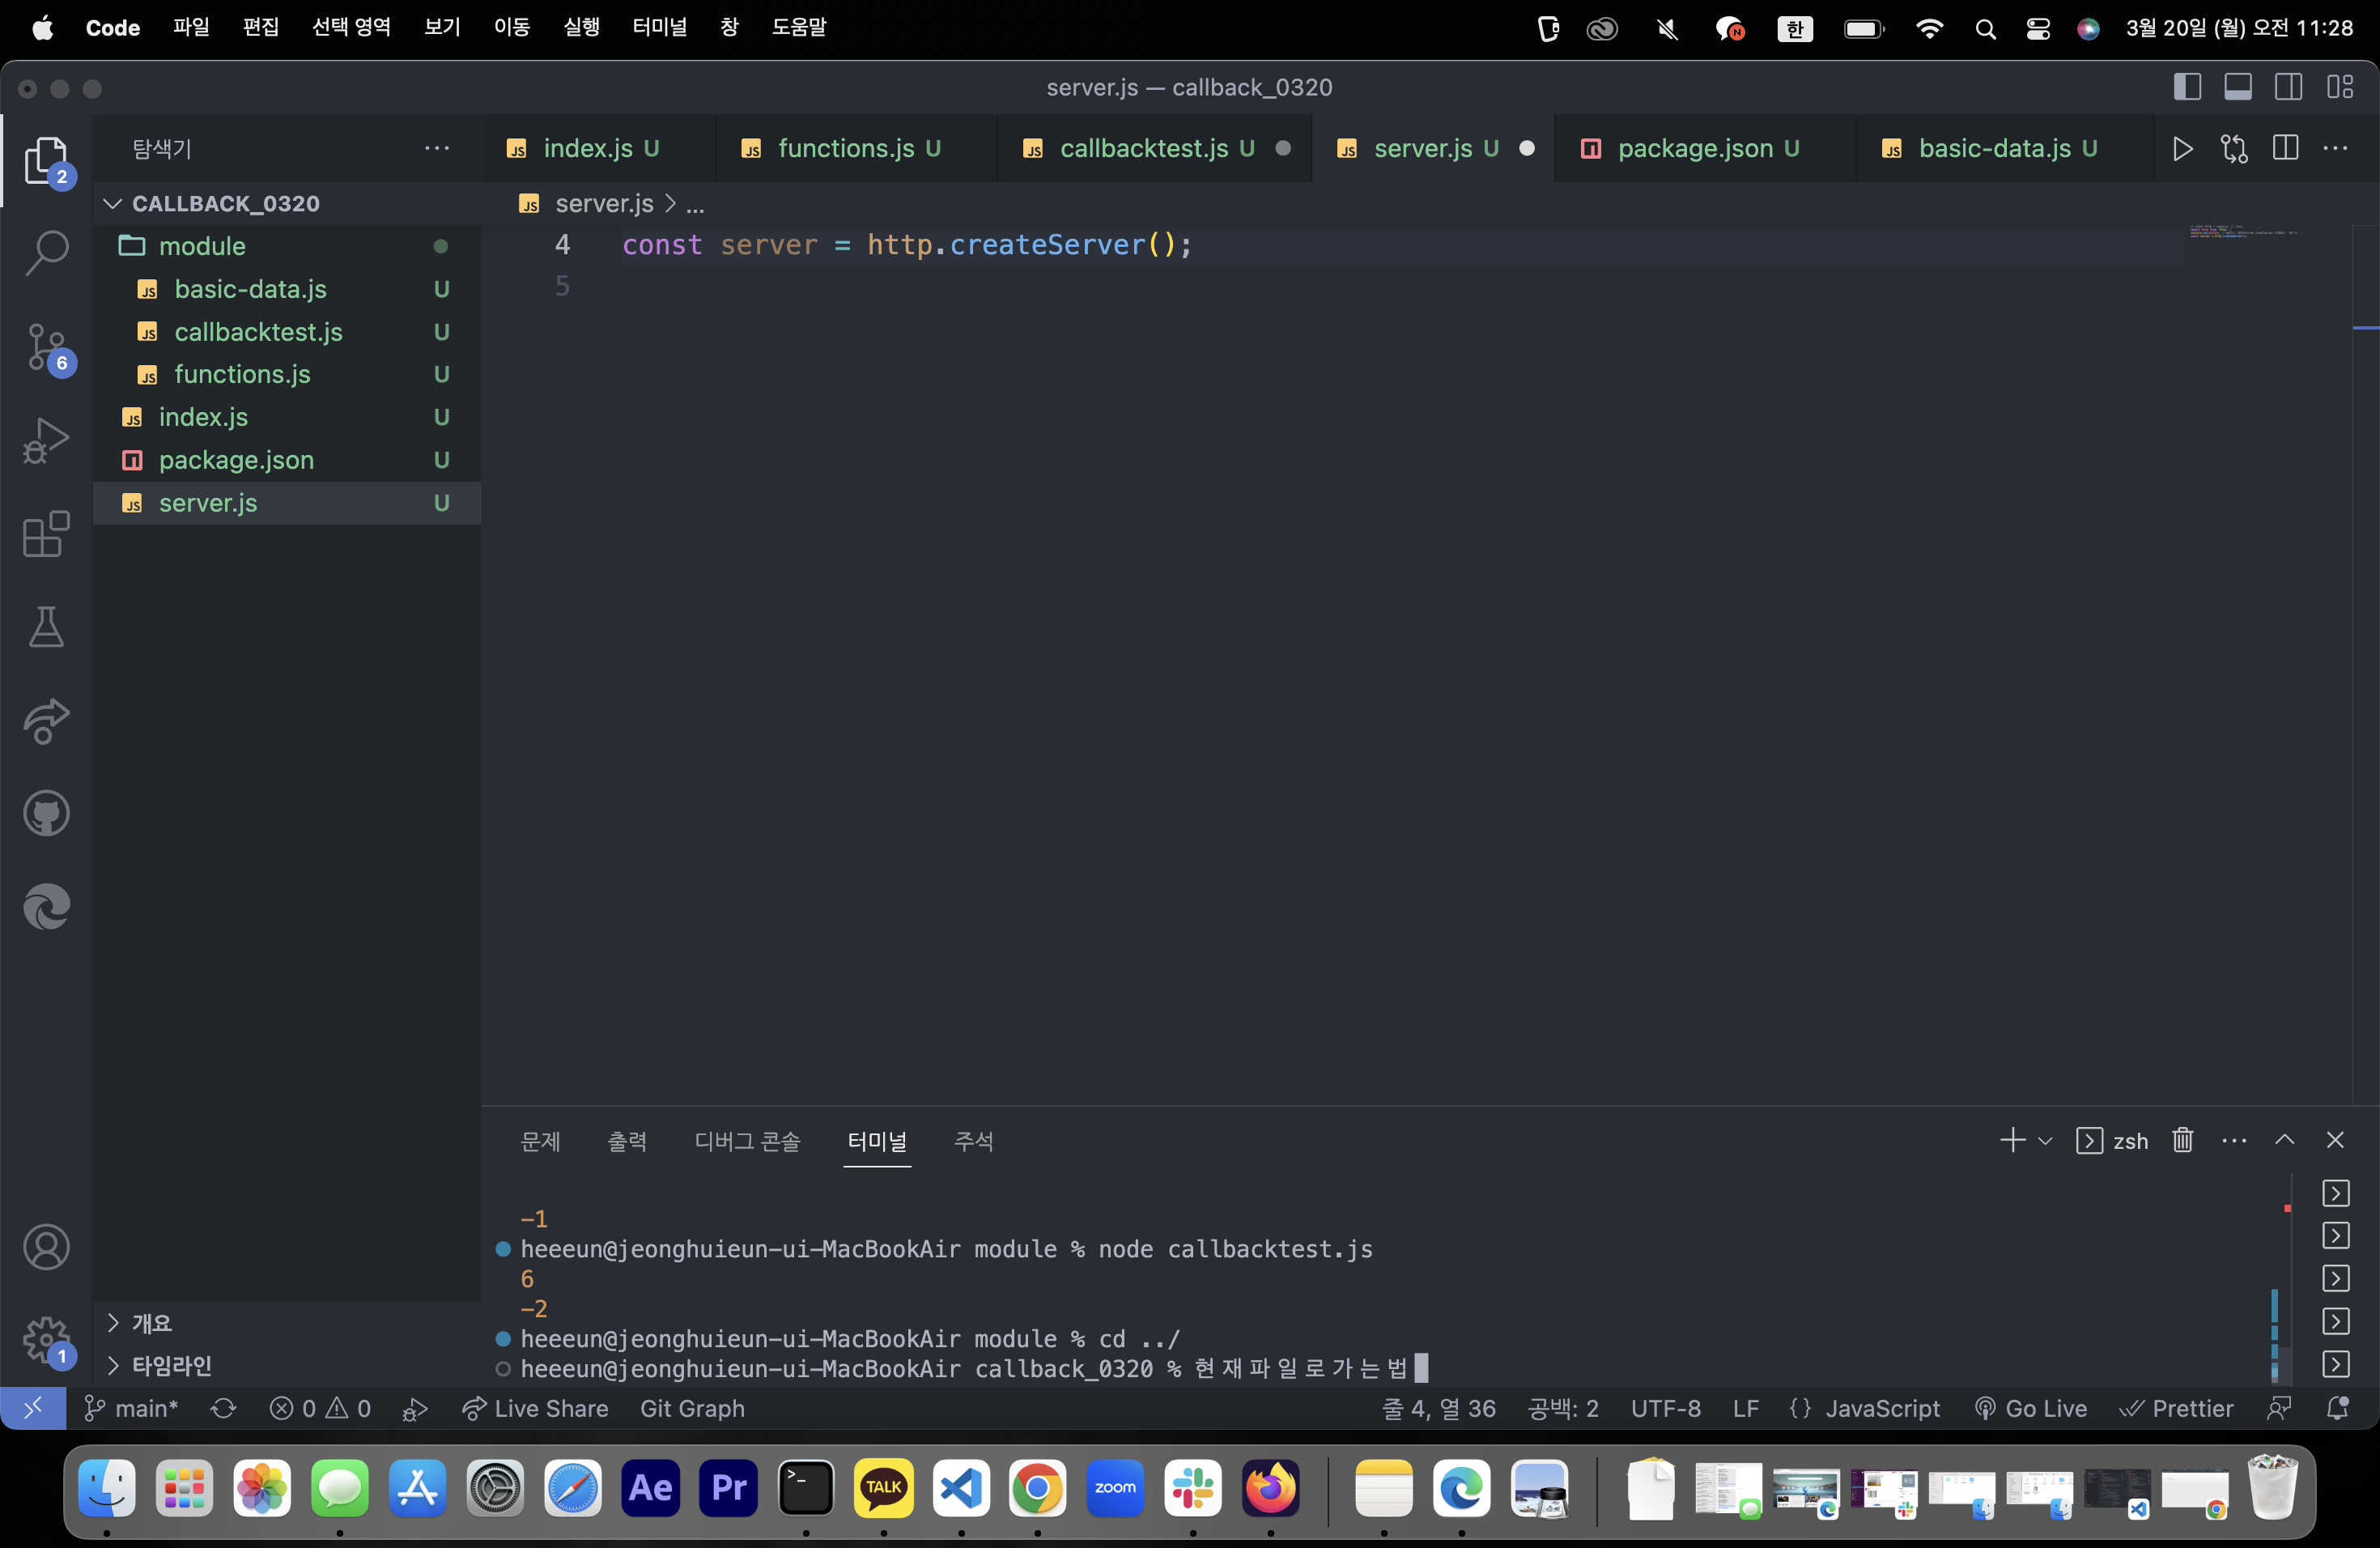 Code 파일 편집 선택 영역 보기 이동 실행 터미널 창 도움말 한 3월 20일 (월) 오전 11:28
server.js — callback_0320
탐색기
index.js U
functions.js U
callbacktest.js U
server.js U
package.json U
basic-data.js U
CALLBACK_0320
server.js > ...
module
basic-data.js U
callbacktest.js U
functions.js U
index.js U
package.json U
server.js U
4 const server = http.createServer();
5
2
6
문제 출력 디버그 콘솔 터미널 주석
zsh
-1
heeeun@jeonghuieun-ui-MacBookAir module % node callbacktest.js
6
-2
heeeun@jeonghuieun-ui-MacBookAir module % cd ../
heeeun@jeonghuieun-ui-MacBookAir callback_0320 % 현재파일로가는법
개요
타임라인
1
main* 0 0 Live Share Git Graph 줄 4, 열 36 공백: 2 UTF-8 LF {} JavaScript Go Live Prettier
Ae Pr TALK zoom